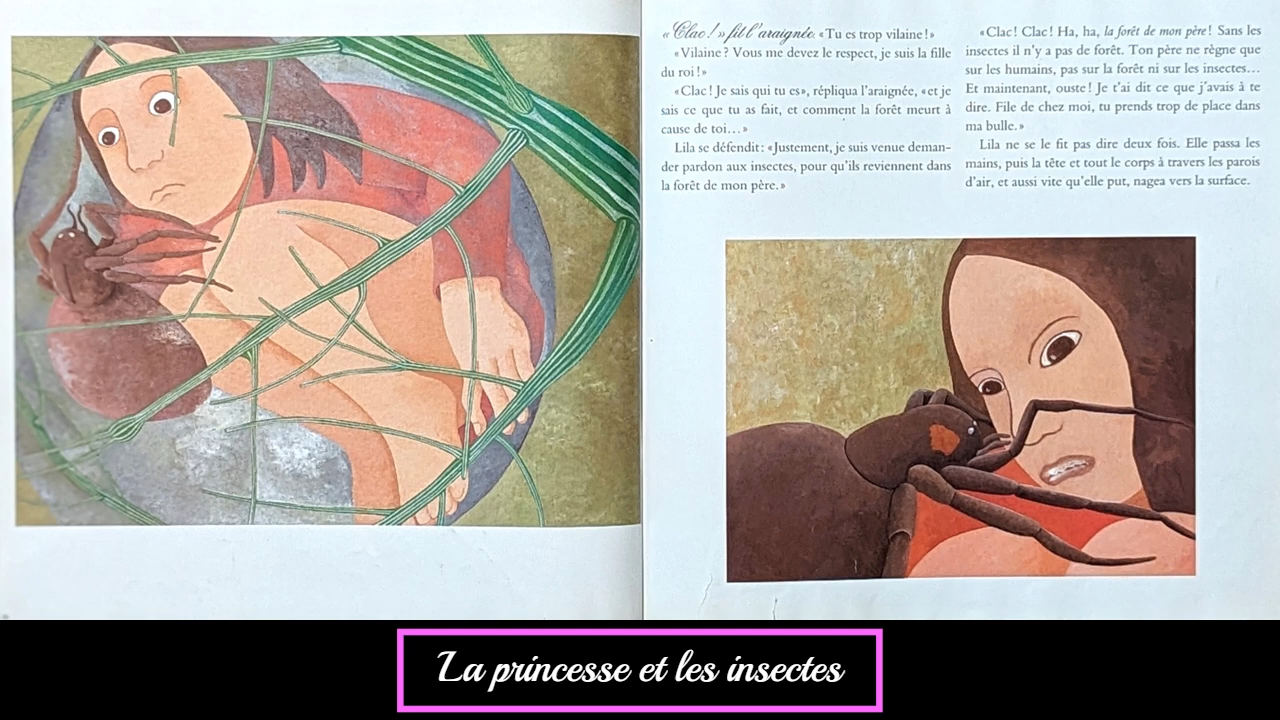 «Clac!» fit l'araignée. «Tu es trop vilaine!»
«Vilaine? Vous me devez le respect, je suis la fille
du roi!»
«Clac! Je sais qui tu es», répliqua l'araignée, «et je
sais ce que tu as fait, et comment la forêt meurt à
cause de toi...»
Lila se défendit: «Justement, je suis venue deman-
der pardon aux insectes, pour qu'ils reviennent dans
la forêt de mon père.»
«Clac! Clac! Ha, ha, la forêt de mon père! Sans les
insectes il n'y a pas de forêt. Ton père ne règne que
sur les humains, pas sur la forêt ni sur les insectes...
Et maintenant, ouste! Je t'ai dit ce que j'avais à te
dire. File de chez moi, tu prends trop de place dans
ma bulle.»
Lila ne se le fit pas dire deux fois. Elle passa les
mains, puis la tête et tout le corps à travers les parois
d'air, et aussi vite qu'elle put, nagea vers la surface.
La princesse et les insectes